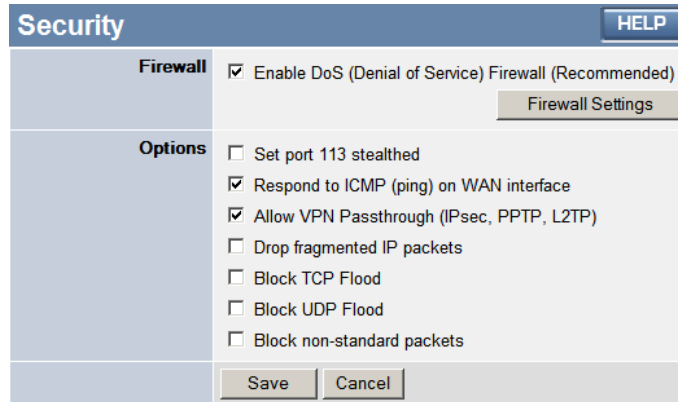 Security HELP
Firewall Enable DoS (Denial of Service) Firewall (Recommended)
Firewall Settings
Options Set port 113 stealthed
Respond to ICMP (ping) on WAN interface
Allow VPN Passthrough (IPsec, PPTP, L2TP)
Drop fragmented IP packets
Block TCP Flood
Block UDP Flood
Block non-standard packets
Save Cancel